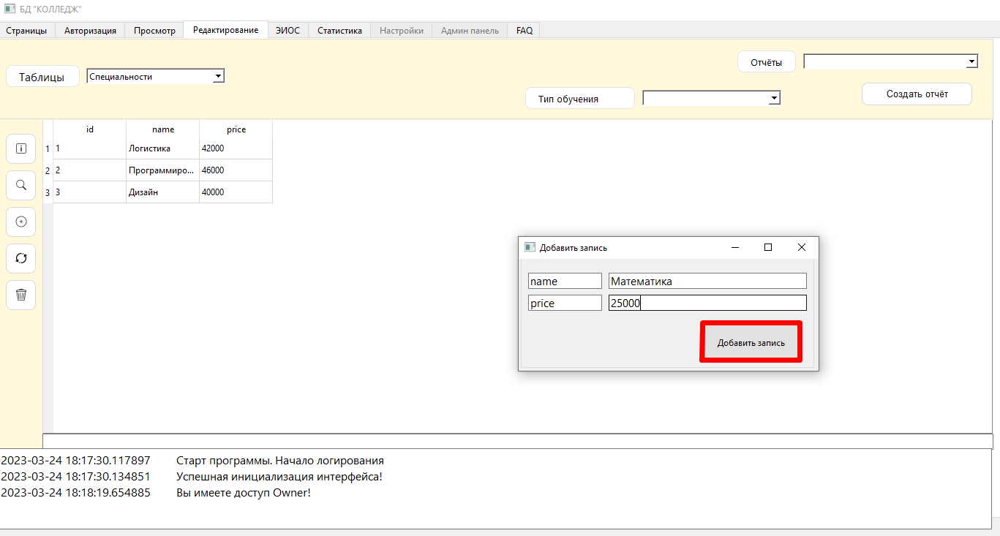 БД "КОЛЛЕДЖ"
Страницы Авторизация Просмотр Редактирование ЭИОС Статистика Настройки Админ панель FAQ
Отчёты
Таблицы Специальности
Тип обучения Создать отчёт
id name price
1 1 Логистика 42000
2 2 Программиро... 46000
3 3 Дизайн 40000
Добавить запись
name Математика
price 25000
Добавить запись
2023-03-24 18:17:30.117897 Старт программы. Начало логирования
2023-03-24 18:17:30.134851 Успешная инициализация интерфейса!
2023-03-24 18:18:19.654885 Вы имеете доступ Owner!